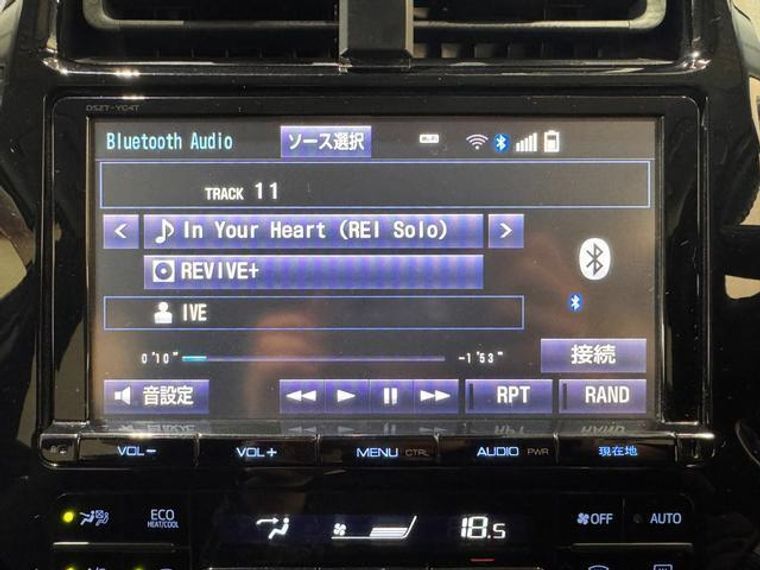 DSZT-YC4T
Bluetooth Audio ソース選択
TRACK 11
< In Your Heart (REI Solo) >
REVIVE+
IVE
0'10" -1'53"
接続
音設定 RPT RAND
VOL− VOL+ MENU CTRL AUDIO PWR 現在地
ECO HEAT/COOL 18.5 OFF AUTO